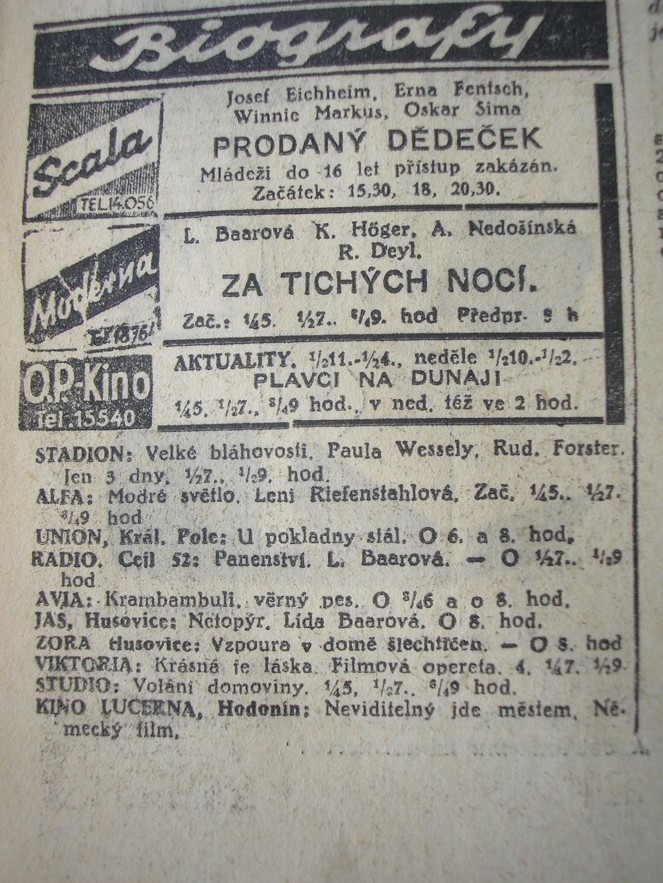 Biografy
Scala
TEL.14.056
Josef Eichheim, Erna Fentsch,
Winnie Markus, Oskar Sima
PRODANÝ DĚDEČEK
Mládeži do 16 let přístup zakázán.
Začátek: 15,30, 18, 20,30.
Moderna
L. Baarová K. Höger, A. Nedošínská
R. Deyl.
ZA TICHÝCH NOCÍ.
Zač.: ¼5. ½7.. ¾9. hod Předpr. 9 h
O.P.-Kino
Tel.15540
AKTUALITY. ½11.-½4., neděle ½10.-½2.
PLAVCI NA DUNAJI
¼5. ½7., ¾9 hod., v ned. též ve 2 hod.
STADION: Velké bláhovosti. Paula Wessely, Rud. Forster.
Jen 3 dny. ½7., ½9. hod.
ALFA: Modré světlo. Leni Riefenstahlová. Zač. ¼5.. ½7.
¾9 hod
UNION, Král. Pole: U pokladny stál. O 6. a 8. hod.
RADIO. Cejl 52: Panenství. L. Baarová. — O ½7.. ½9
hod
AVIA: Krambambuli, věrný pes. O ¾6 a o 8. hod.
JAS, Husovice: Netopýr. Lída Baarová. O 8. hod.
ZORA Husovice: Vzpoura v domě šlechtičen. — O 8. hod
VIKTORIA: Krásná je láska. Filmová opereta. 4. ¼7. ½9.
STUDIO: Volání domoviny. ¼5, ½7.. ¾9 hod.
KINO LUCERNA, Hodonín: Neviditelný jde městem. Ně-
mecký film.